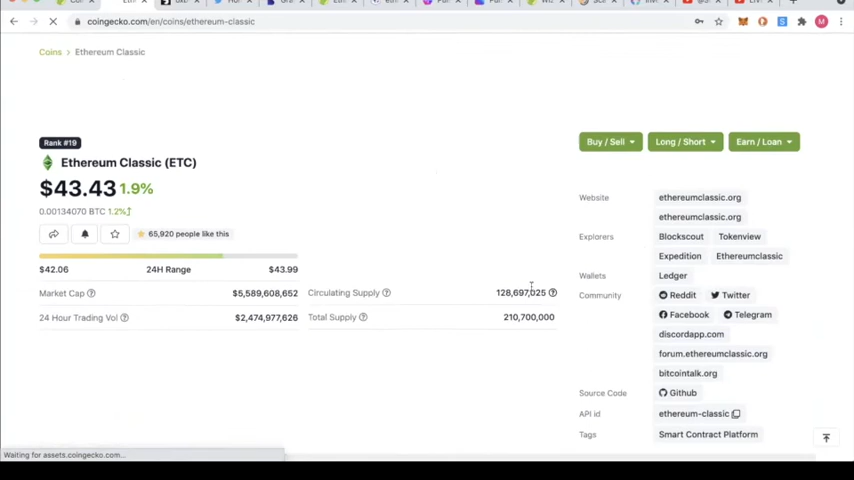 coingecko.com/en/coins/ethereum-classic
Coins > Ethereum Classic
Rank #19
Ethereum Classic (ETC)
$43.43 1.9%
0.00134070 BTC 1.2%
65,920 people like this
$42.06 24H Range $43.99
Market Cap $5,589,608,652
24 Hour Trading Vol $2,474,977,626
Circulating Supply 128,697,025
Total Supply 210,700,000
Buy / Sell Long / Short Earn / Loan
Website ethereumclassic.org
ethereumclassic.org
Explorers Blockscout Tokenview
Expedition Ethereumclassic
Wallets Ledger
Community Reddit Twitter
Facebook Telegram
discordapp.com
forum.ethereumclassic.org
bitcointalk.org
Source Code Github
API id ethereum-classic
Tags Smart Contract Platform
Waiting for assets.coingecko.com...